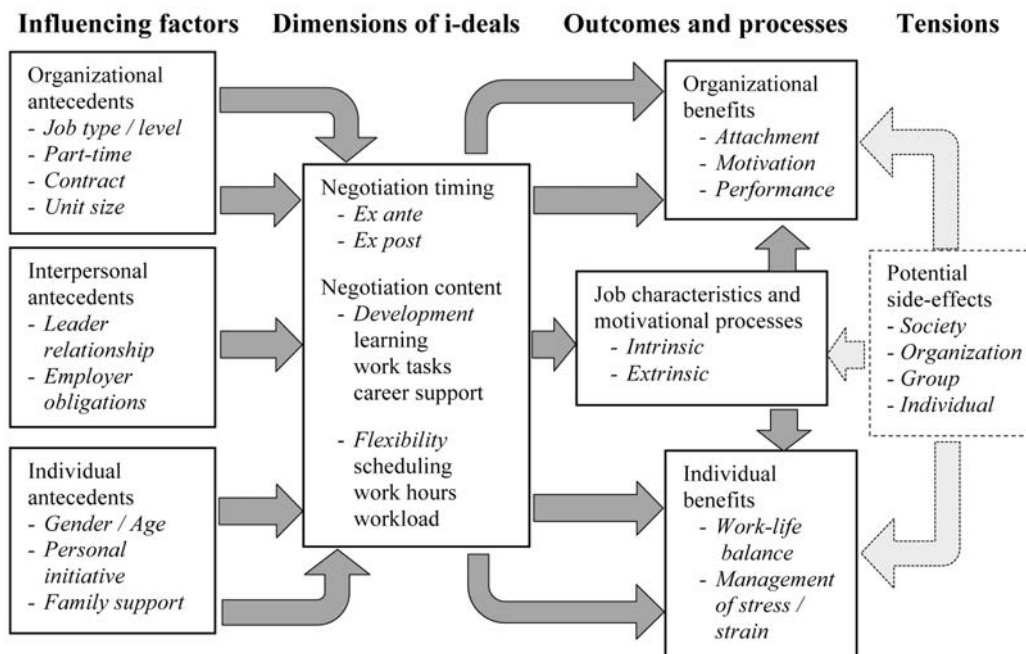 Influencing factors
Dimensions of i-deals
Outcomes and processes
Tensions
Organizational
antecedents
- Job type / level
- Part-time
- Contract
- Unit size
Interpersonal
antecedents
- Leader
relationship
- Employer
obligations
Individual
antecedents
- Gender / Age
- Personal
initiative
- Family support
Negotiation timing
- Ex ante
- Ex post
Negotiation content
- Development
learning
work tasks
career support
- Flexibility
scheduling
work hours
workload
Organizational
benefits
- Attachment
- Motivation
- Performance
Job characteristics and
motivational processes
- Intrinsic
- Extrinsic
Individual
benefits
- Work-life
balance
- Management
of stress /
strain
Potential
side-effects
- Society
- Organization
- Group
- Individual